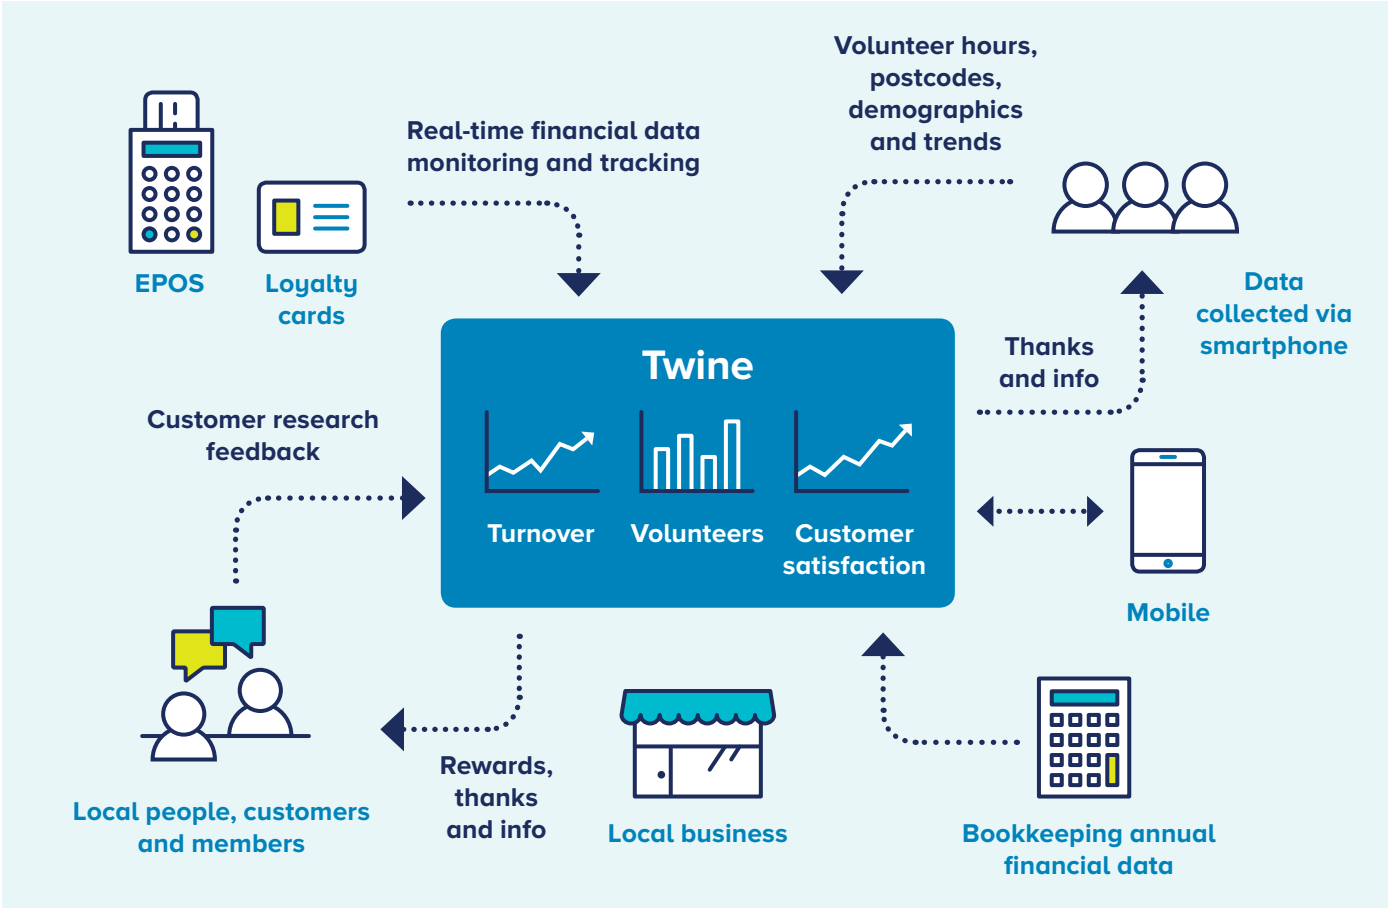 Volunteer hours,
postcodes,
demographics
and trends
Real-time financial data
monitoring and tracking
EPOS
Loyalty
cards
Data
collected via
smartphone
Thanks
and info
Twine
Turnover
Volunteers
Customer
satisfaction
Customer research
feedback
Mobile
Local people, customers
and members
Rewards,
thanks
and info
Local business
Bookkeeping annual
financial data